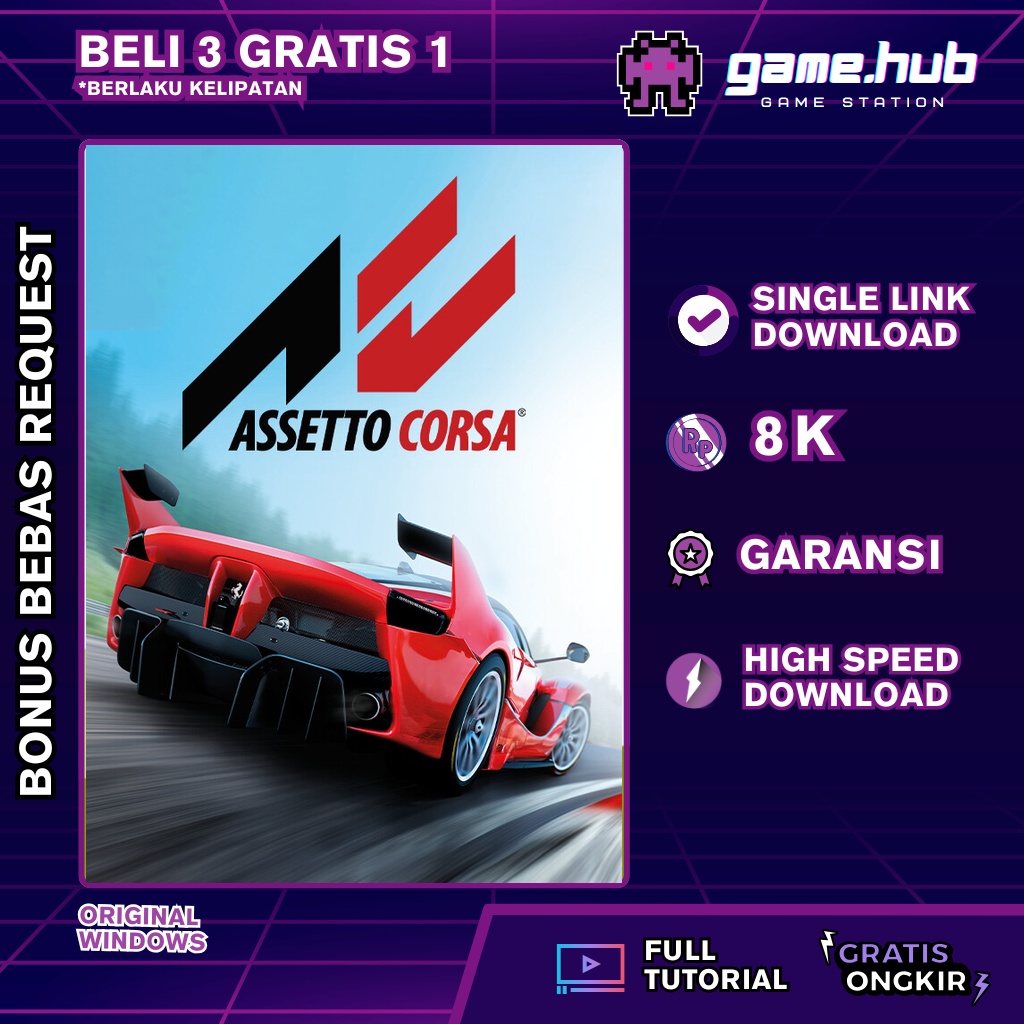 BELI 3 GRATIS 1
*BERLAKU KELIPATAN
game.hub
GAME STATION
BONUS BEBAS REQUEST
ASSETTO CORSA®
SINGLE LINK
DOWNLOAD
Rp
8K
GARANSI
HIGH SPEED
DOWNLOAD
ORIGINAL
WINDOWS
FULL
TUTORIAL
GRATIS
ONGKIR